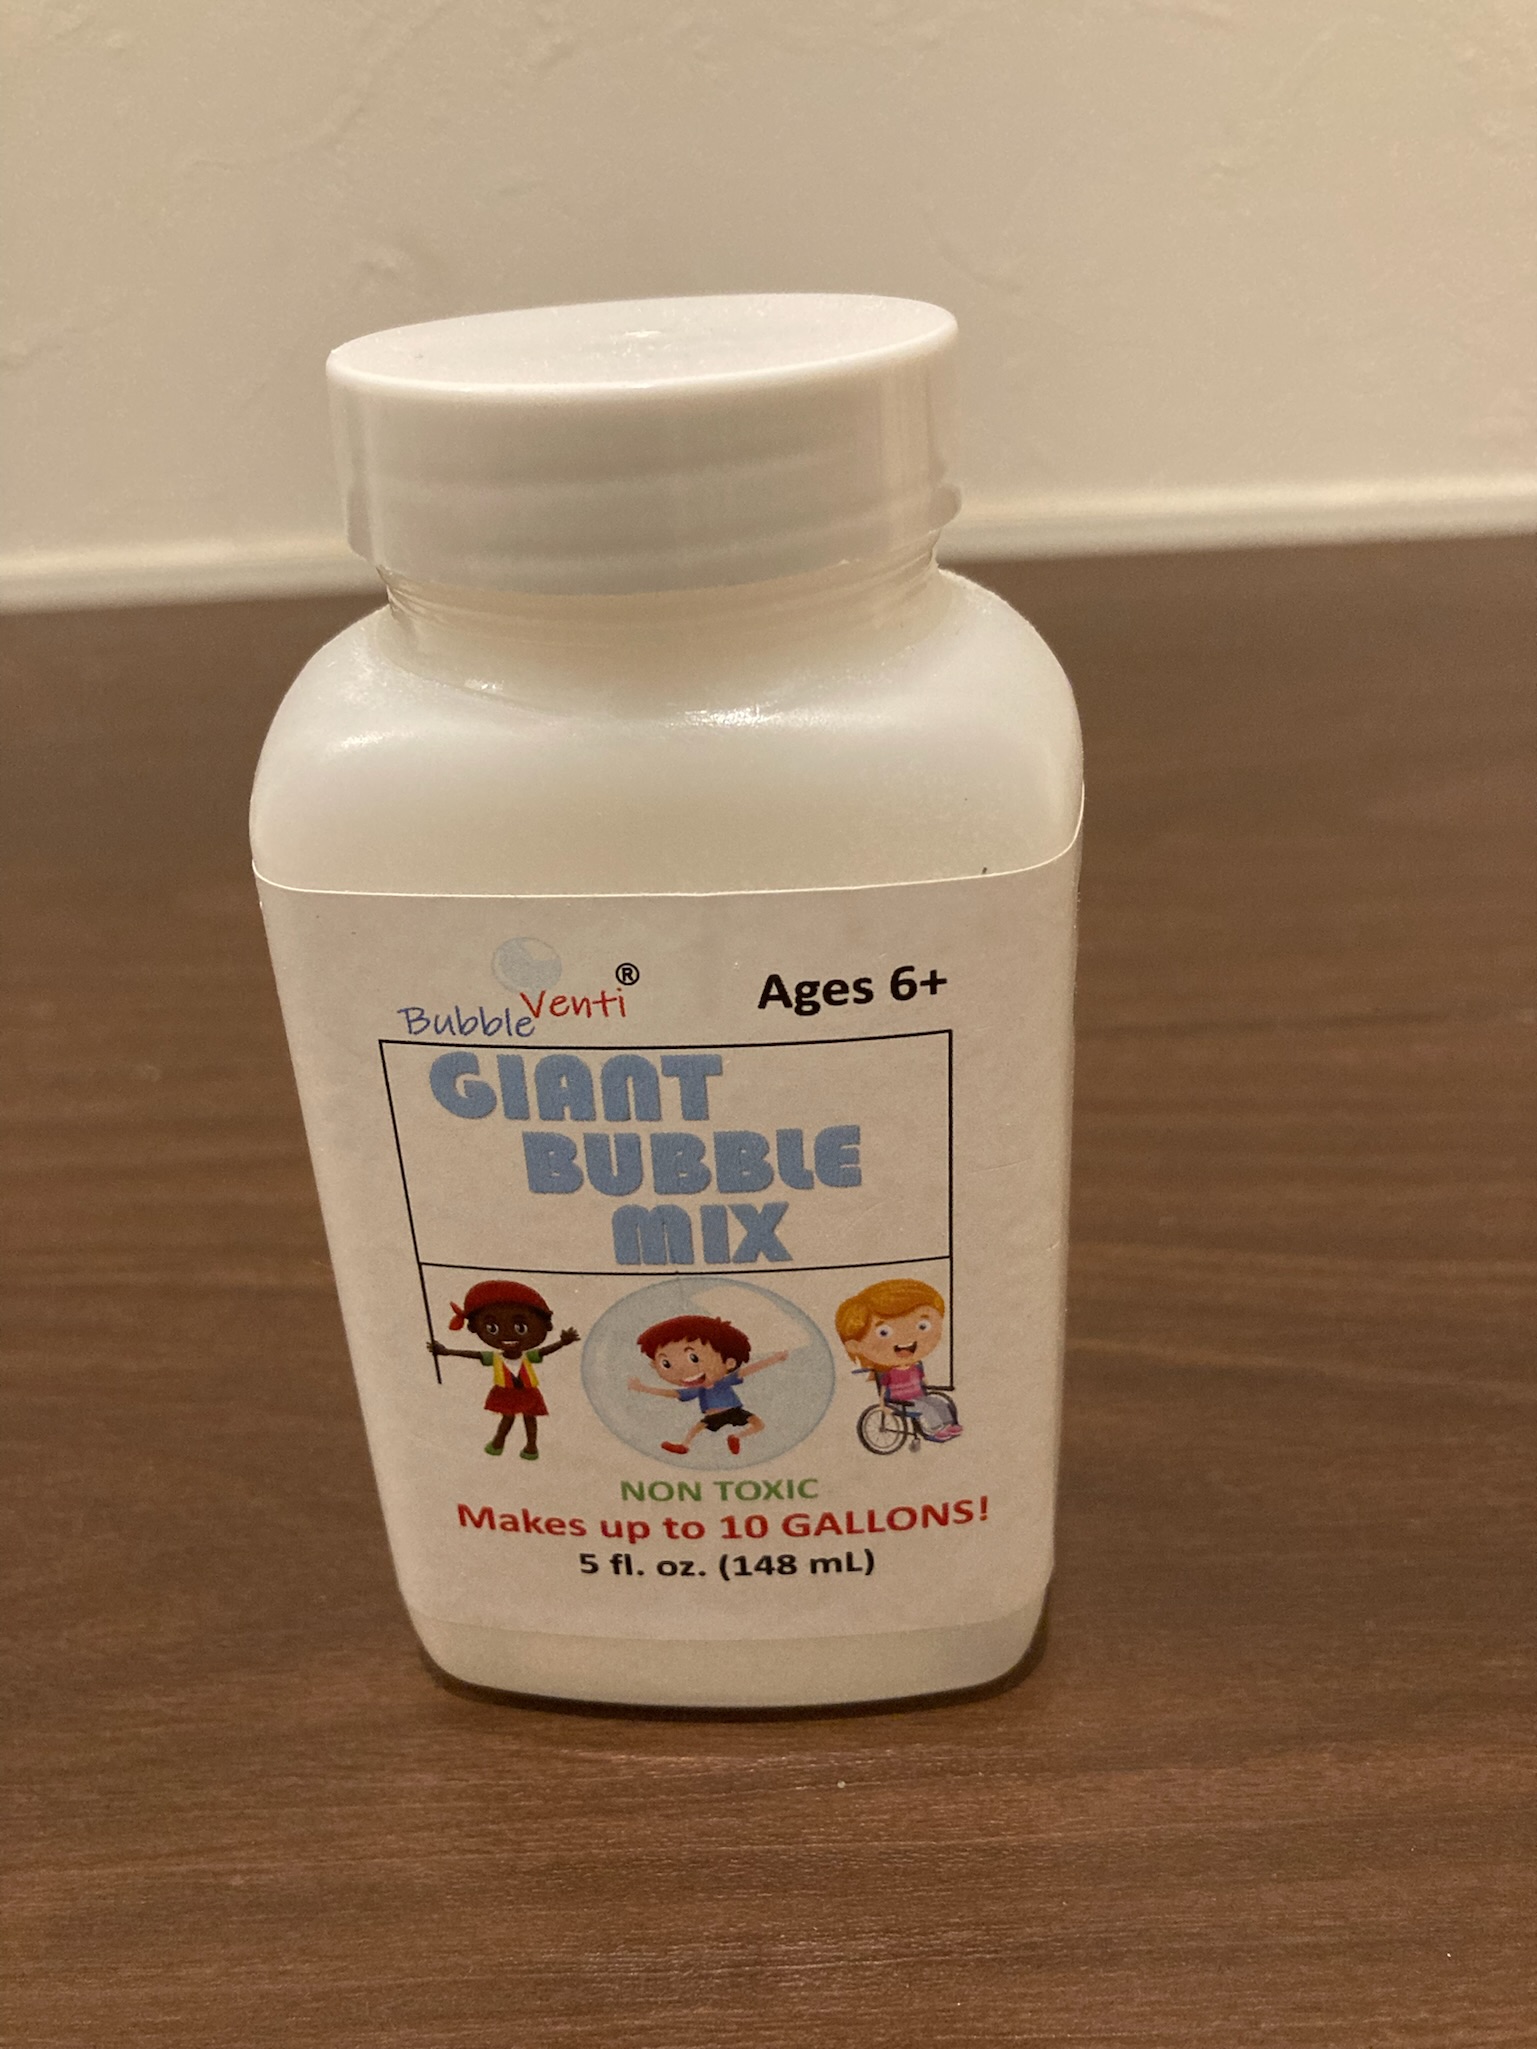 Bubble Venti®
Ages 6+
GIANT
BUBBLE
MIX
NON TOXIC
Makes up to 10 GALLONS!
5 fl. oz. (148 mL)